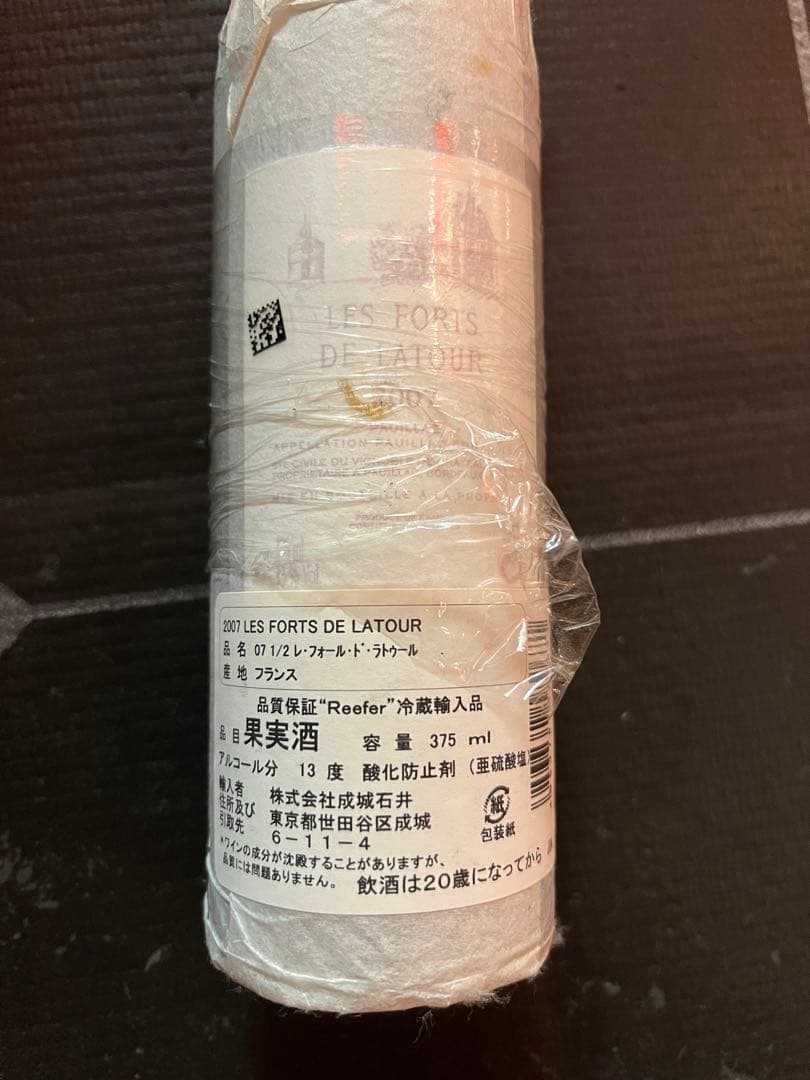 LES FORTS
DE LATOUR
2007
PAUILLAC
APPELLATION PAUILLAC
PROPRIETAIRE A PAUILLAC
A LA
PRODUCE OF
2007 LES FORTS DE LATOUR
品 名 07 1/2 レ・フォール・ド・ラトゥール
産 地 フランス
品質保証“Reefer”冷蔵輸入品
品 目 果実酒 容 量 375 ml
アルコール分 13 度 酸化防止剤 (亜硫酸塩)
輸入者 株式会社成城石井
住所及び 東京都世田谷区成城
引取先 6-11-4
紙
包装紙
*ワインの成分が沈殿することがありますが、
品質には問題ありません。 飲酒は20歳になってから